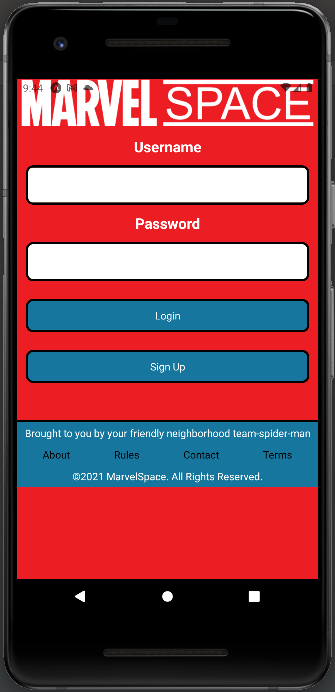 9:44
MARVEL SPACE
Username
Password
Login
Sign Up
Brought to you by your friendly neighborhood team-spider-man
About Rules Contact Terms
©2021 MarvelSpace. All Rights Reserved.